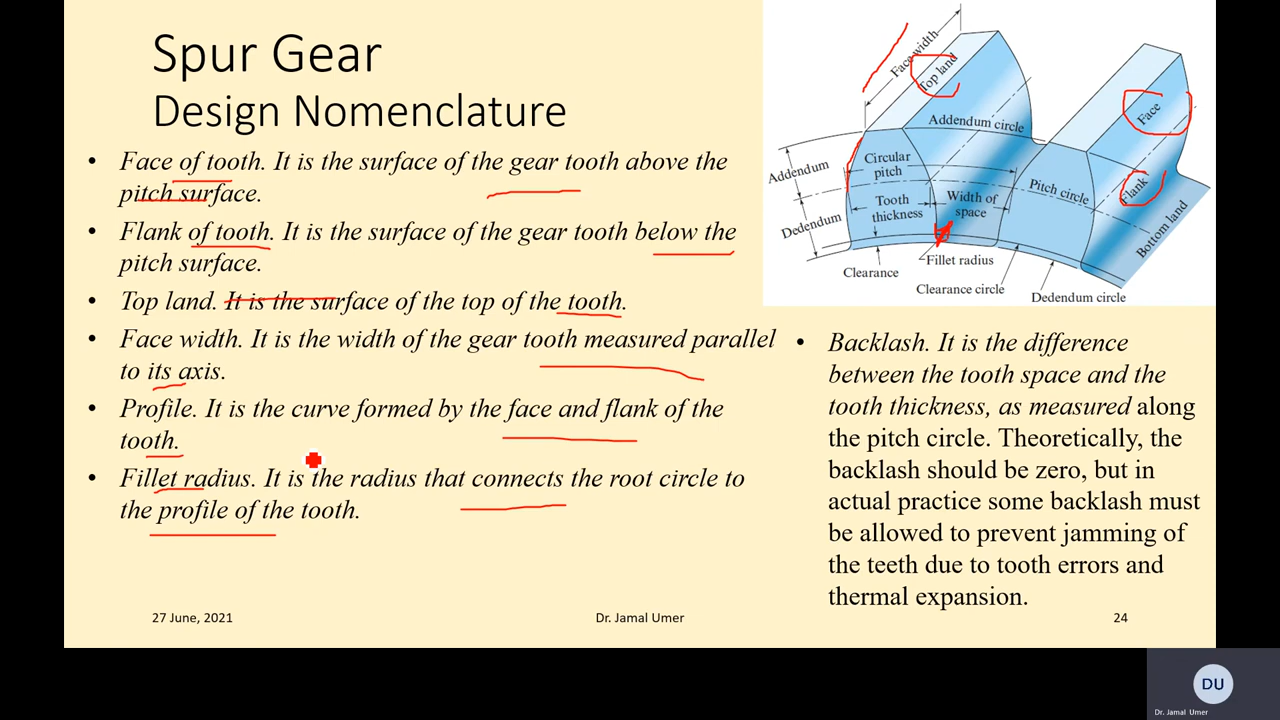 Spur Gear
Design Nomenclature
• Face of tooth. It is the surface of the gear tooth above the
pitch surface.
• Flank of tooth. It is the surface of the gear tooth below the
pitch surface.
• Top land. It is the surface of the top of the tooth.
• Face width. It is the width of the gear tooth measured parallel
to its axis.
• Profile. It is the curve formed by the face and flank of the
tooth.
• Fillet radius. It is the radius that connects the root circle to
the profile of the tooth.
Face width
Top land
Face
Addendum circle
Addendum
Circular
pitch
Flank
Pitch circle
Tooth
thickness
Width of
space
Dedendum
Bottom land
Fillet radius
Clearance
Clearance circle
Dedendum circle
• Backlash. It is the difference
between the tooth space and the
tooth thickness, as measured along
the pitch circle. Theoretically, the
backlash should be zero, but in
actual practice some backlash must
be allowed to prevent jamming of
the teeth due to tooth errors and
thermal expansion.
27 June, 2021
Dr. Jamal Umer
24
DU
Dr. Jamal Umer